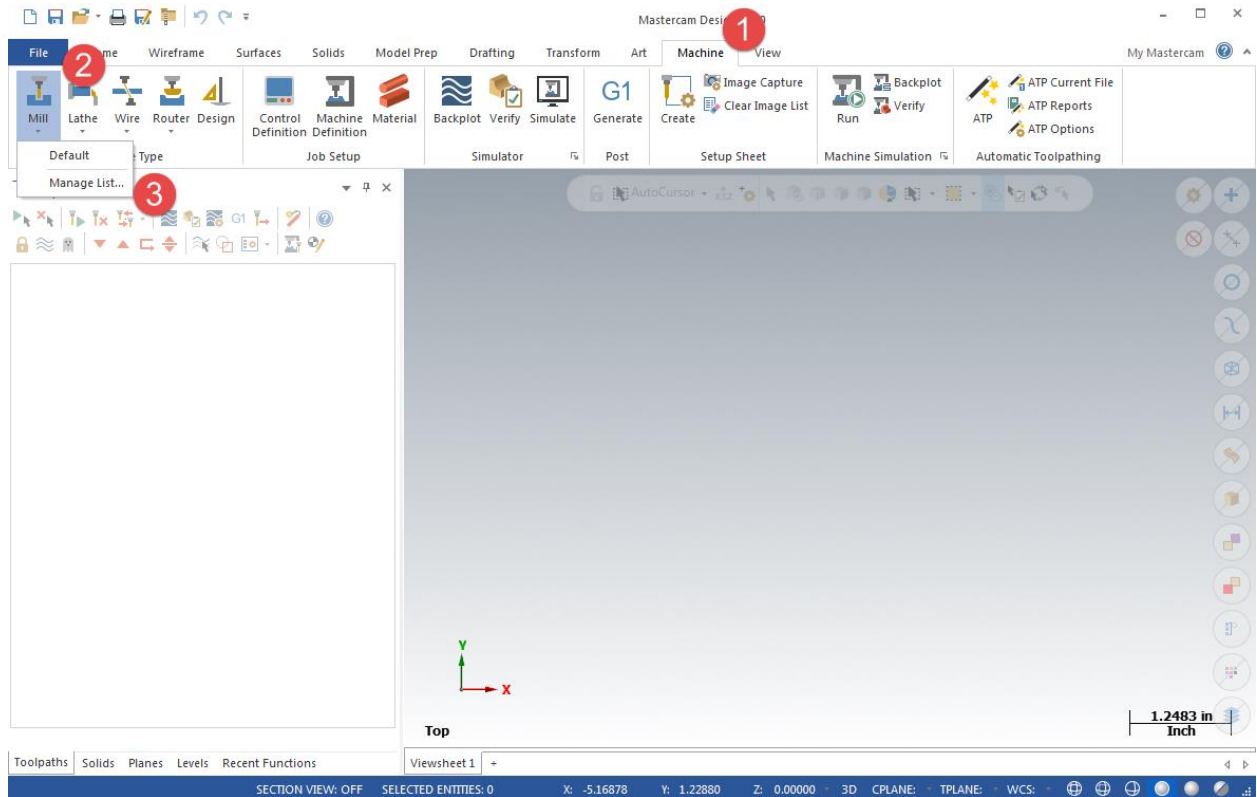 Mastercam Desi
1
File me Wireframe Surfaces Solids Model Prep Drafting Transform Art Machine View My Mastercam
2
Mill Lathe Wire Router Design
Control Definition
Machine Definition
Material
Backplot Verify Simulate
G1
Generate
Create
Image Capture
Clear Image List
Run
Backplot
Verify
ATP
ATP Current File
ATP Reports
ATP Options
Type Job Setup Simulator Post Setup Sheet Machine Simulation Automatic Toolpathing
Default
Manage List...
3
AutoCursor
G1
Y
X
Top
1.2483 in
Inch
Toolpaths Solids Planes Levels Recent Functions
Viewsheet 1 +
SECTION VIEW: OFF SELECTED ENTITIES: 0 X: -5.16878 Y: 1.22880 Z: 0.00000 3D CPLANE: TPLANE: WCS: